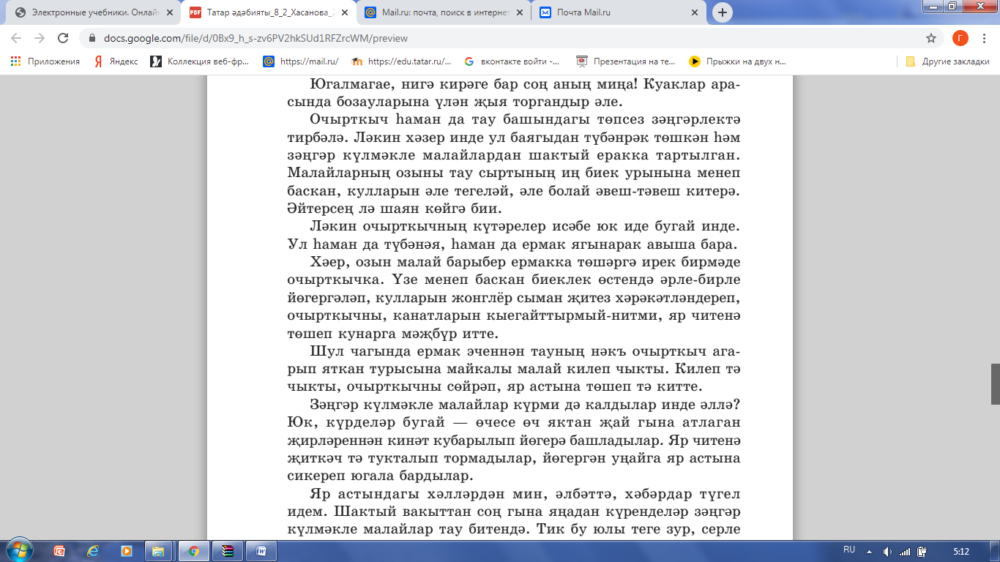 Электронные учебники. Онлай
Татар әдәбияты_8_2_Хасанова_2
Mail.ru: почта, поиск в интернет
Почта Mail.ru
docs.google.com/file/d/0Bx9_h_s-zv6PV2hkSUd1RFZrcWM/preview
Г
Приложения
Яндекс
Коллекция веб-фр...
https://mail.ru/
https://edu.tatar.ru/...
вконтакте войти -...
Презентация на те...
Прыжки на двух н...
Другие закладки
Югалмагае, нигә кирәге бар соң аның миңа! Куаклар ара-
сында бозауларына үлән җыя торгандыр әле.
Очырткыч һаман да тау башындагы төпсез зәңгәрлектә
тирбәлә. Ләкин хәзер инде ул баягыдан түбәнрәк төшкән һәм
зәңгәр күлмәкле малайлардан шактый еракка тартылган.
Малайларның озыны тау сыртының иң биек урынына менеп
баскан, кулларын әле тегеләй, әле болай әвеш-тәвеш китерә.
Әйтерсең лә шаян көйгә бии.
Ләкин очырткычның күтәрелер исәбе юк иде бугай инде.
Ул һаман да түбәнәя, һаман да ермак ягынарак авыша бара.
Хәер, озын малай барыбер ермакка төшәргә ирек бирмәде
очырткычка. Үзе менеп баскан биеклек өстендә әрле-бирле
йөгергәләп, кулларын жонглёр сыман җитез хәрәкәтләндереп,
очырткычны, канатларын кыегайттырмый-нитми, яр читенә
төшеп кунарга мәҗбүр итте.
Шул чагында ермак эченнән тауның нәкъ очырткыч ага-
рып яткан турысына майкалы малай килеп чыкты. Килеп тә
чыкты, очырткычны сөйрәп, яр астына төшеп тә китте.
Зәңгәр күлмәкле малайлар күрми дә калдылар инде әллә?
Юк, күрделәр бугай — өчесе өч яктан җай гына атлаган
җирләреннән кинәт кубарылып йөгерә башладылар. Яр читенә
җиткәч тә тукталып тормадылар, йөгергән уңайга яр астына
сикереп югала бардылар.
Яр астындагы хәлләрдән мин, әлбәттә, хәбәрдар түгел
идем. Шактый вакыттан соң гына яңадан күренделәр зәңгәр
күлмәкле малайлар тау битендә. Тик бу юлы теге зур, серле
RU
5:12